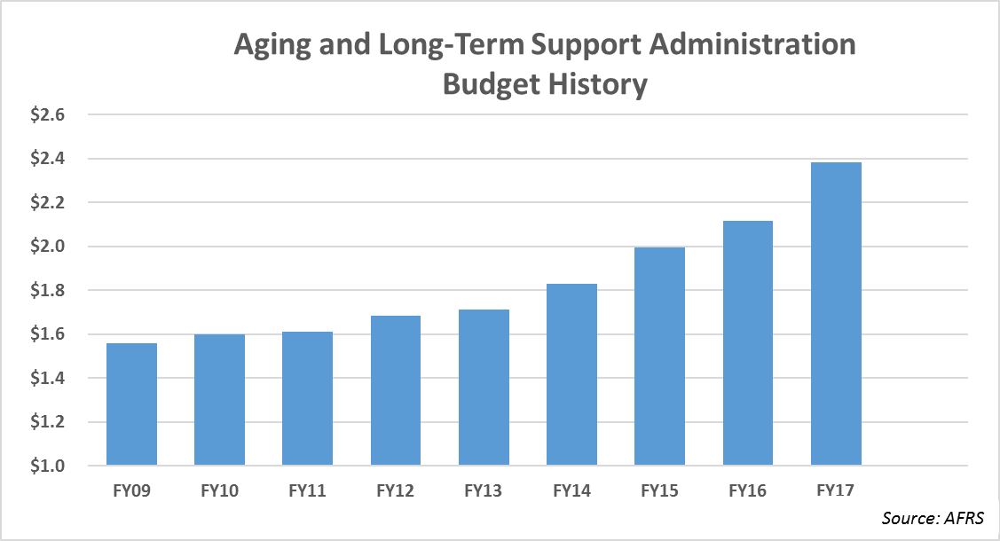 Aging and Long-Term Support Administration
Budget History
$2.6
$2.4
$2.2
$2.0
$1.8
$1.6
$1.4
$1.2
$1.0
FY09 FY10 FY11 FY12 FY13 FY14 FY15 FY16 FY17
Source: AFRS